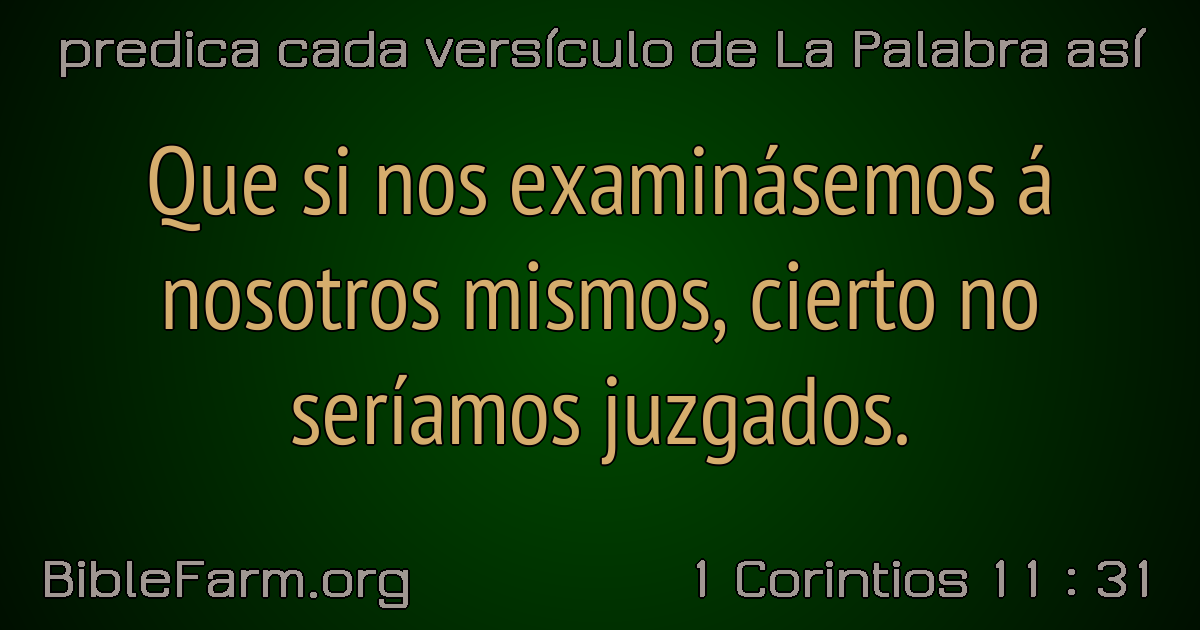 predica cada versículo de La Palabra así
Que si nos examinásemos á
nosotros mismos, cierto no
seríamos juzgados.
BibleFarm.org
1 Corintios 11 : 31